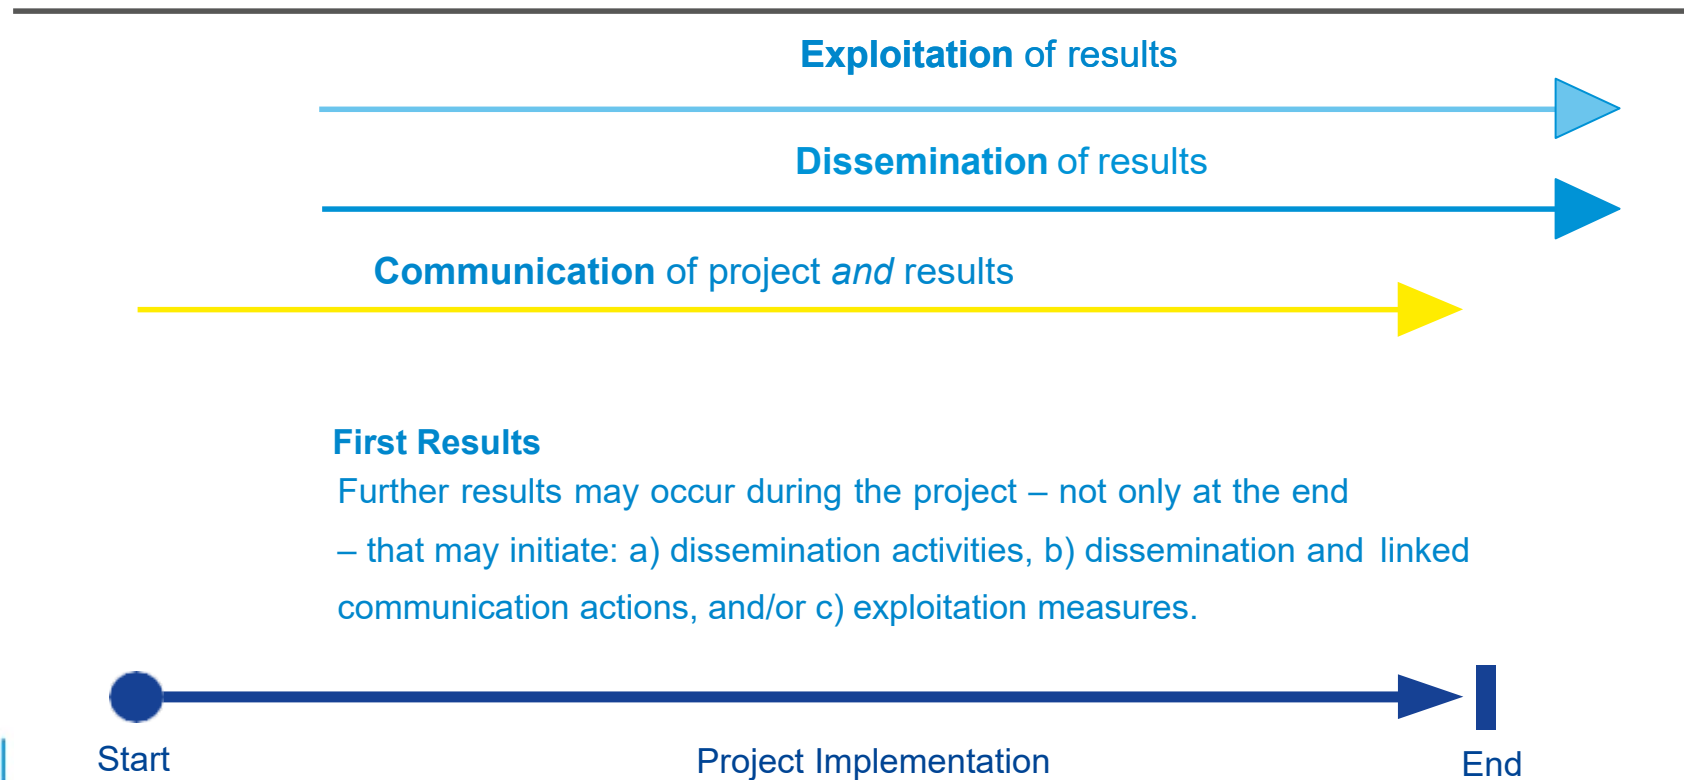 Exploitation of results
Dissemination of results
Communication of project and results
First Results
Further results may occur during the project – not only at the end
– that may initiate: a) dissemination activities, b) dissemination and linked
communication actions, and/or c) exploitation measures.
Start
Project Implementation
End